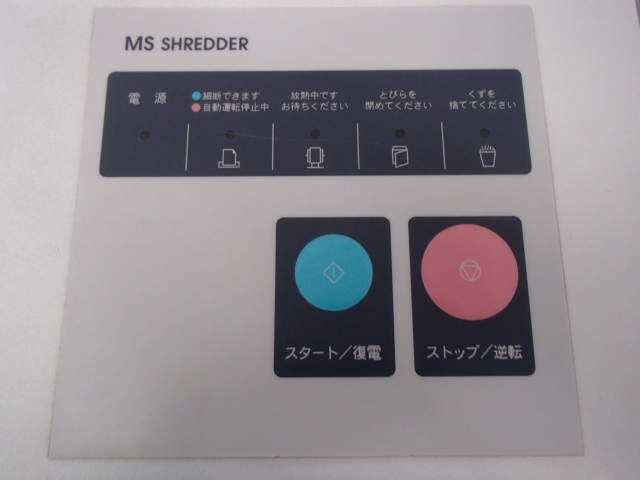 MS SHREDDER
電源
細断できます
自動運転停止中
放熱中です
お待ちください
とびらを
閉めてください
くずを
捨ててください
スタート／復電
ストップ／逆転